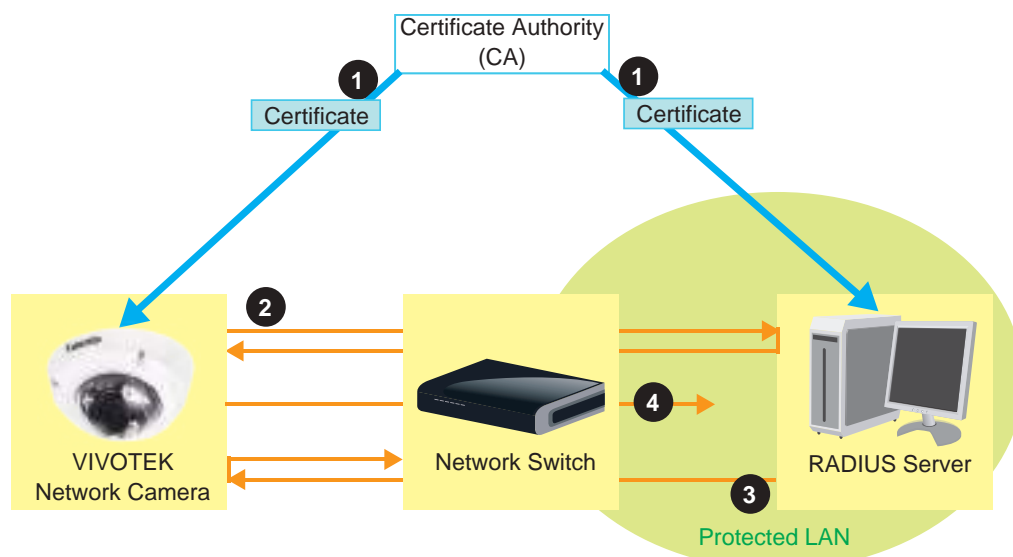 Certificate Authority
(CA)
1
1
Certificate
Certificate
2
4
VIVOTEK
Network Camera
Network Switch
RADIUS Server
3
Protected LAN